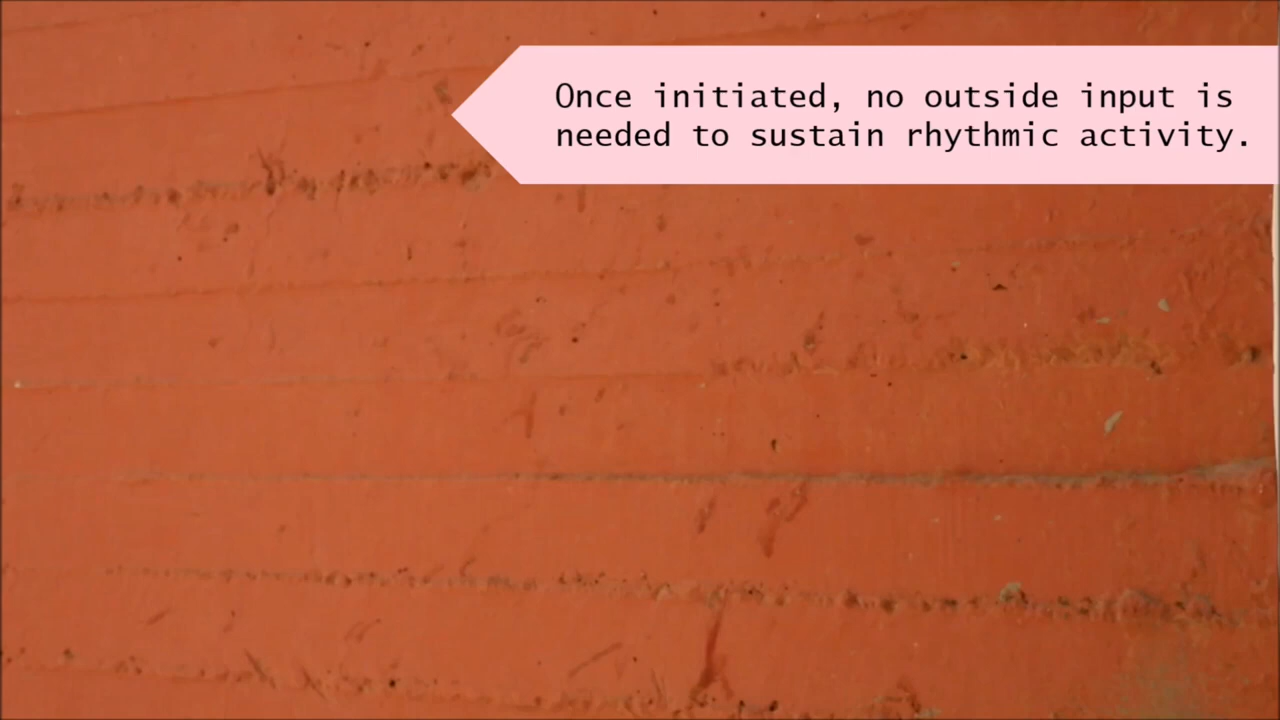 Once initiated, no outside input is
needed to sustain rhythmic activity.